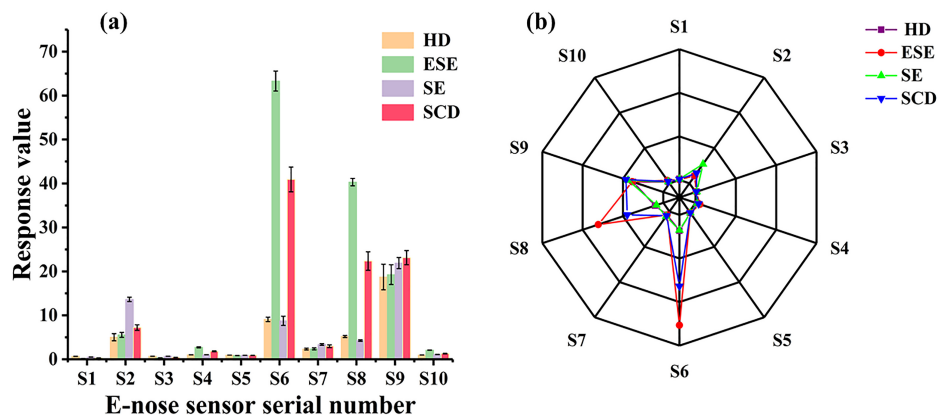 (a)
HD
ESE
SE
SCD
Response value
70
60
50
40
30
20
10
0
S1 S2 S3 S4 S5 S6 S7 S8 S9 S10
E-nose sensor serial number
(b)
S1
S2
S3
S4
S5
S6
S7
S8
S9
S10
HD
ESE
SE
SCD